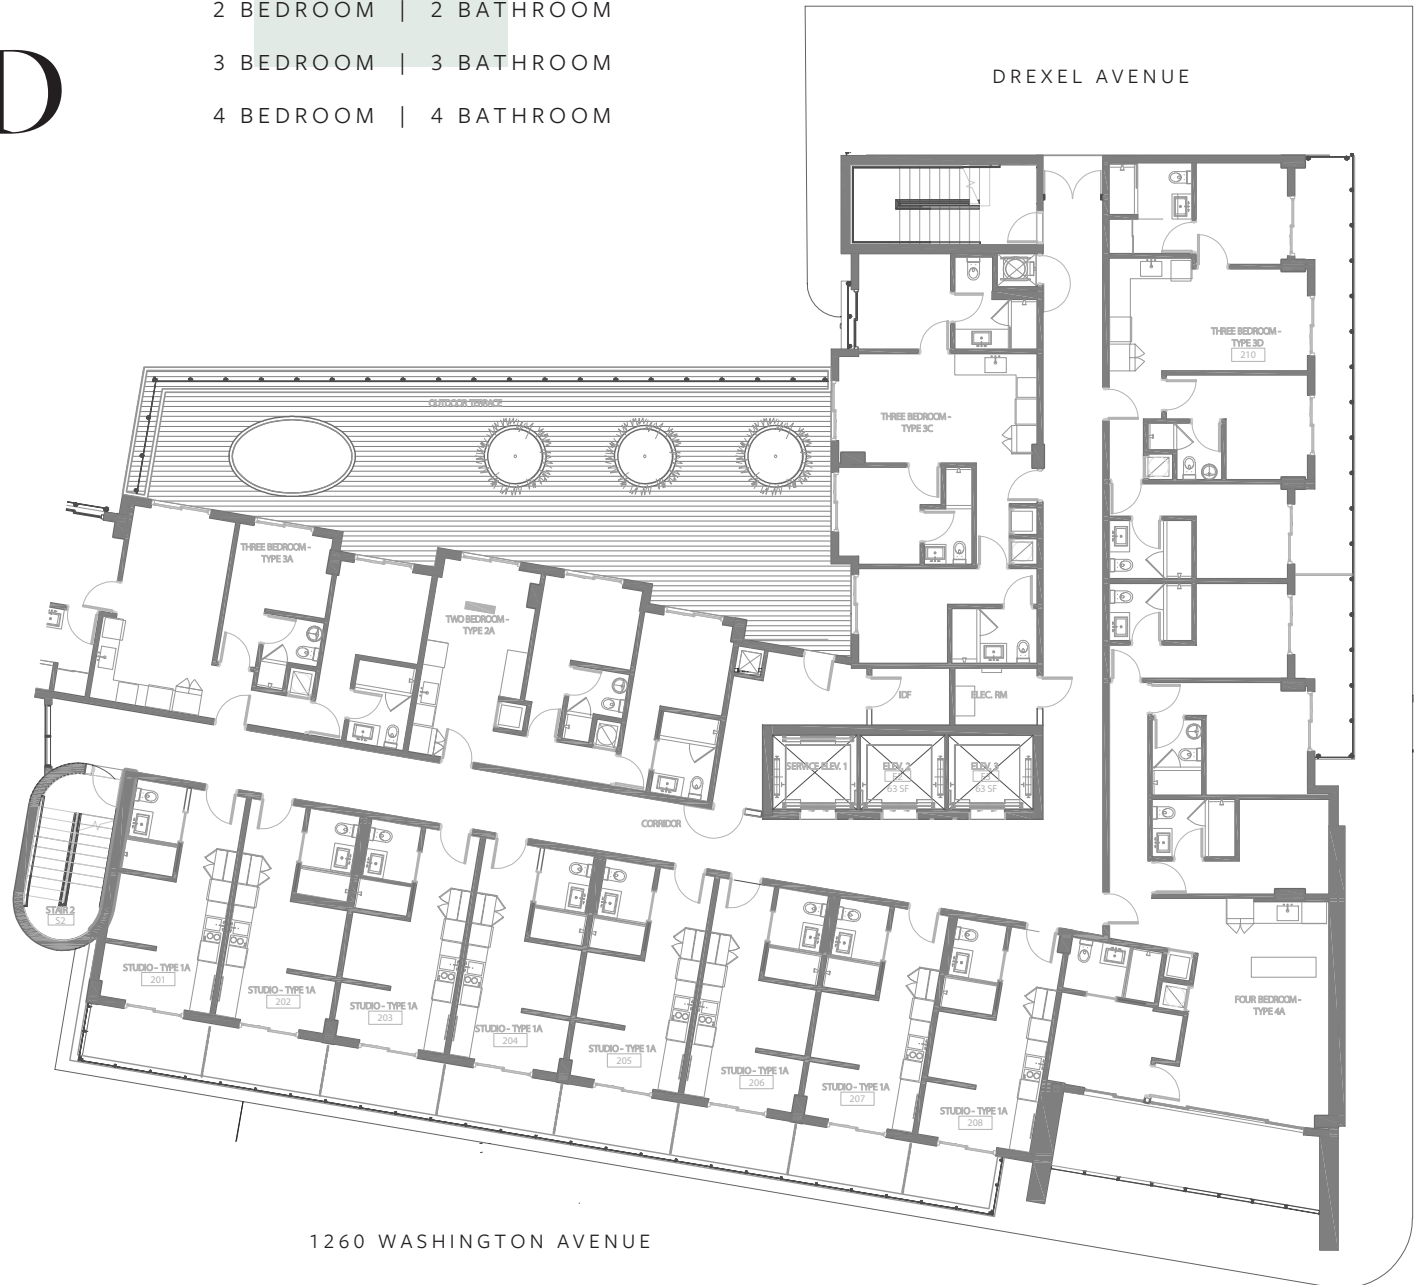 2 BEDROOM | 2 BATHROOM
3 BEDROOM | 3 BATHROOM
D
4 BEDROOM | 4 BATHROOM
DREXEL AVENUE
THREE BEDROOM -
TYPE 3D
210
OUTDOOR TERRACE
THREE BEDROOM -
TYPE 3C
THREE BEDROOM -
TYPE 3A
TWO BEDROOM -
TYPE 2A
IDF
ELEC. RM
SERVICE ELEV. 1
ELEV. 2
E2
63 SF
ELEV. 3
E3
63 SF
CORRIDOR
STAIR 2
S2
STUDIO - TYPE 1A
201
STUDIO - TYPE 1A
202
STUDIO - TYPE 1A
203
STUDIO - TYPE 1A
204
STUDIO - TYPE 1A
205
STUDIO - TYPE 1A
206
STUDIO - TYPE 1A
207
STUDIO - TYPE 1A
208
FOUR BEDROOM -
TYPE 4A
1260 WASHINGTON AVENUE